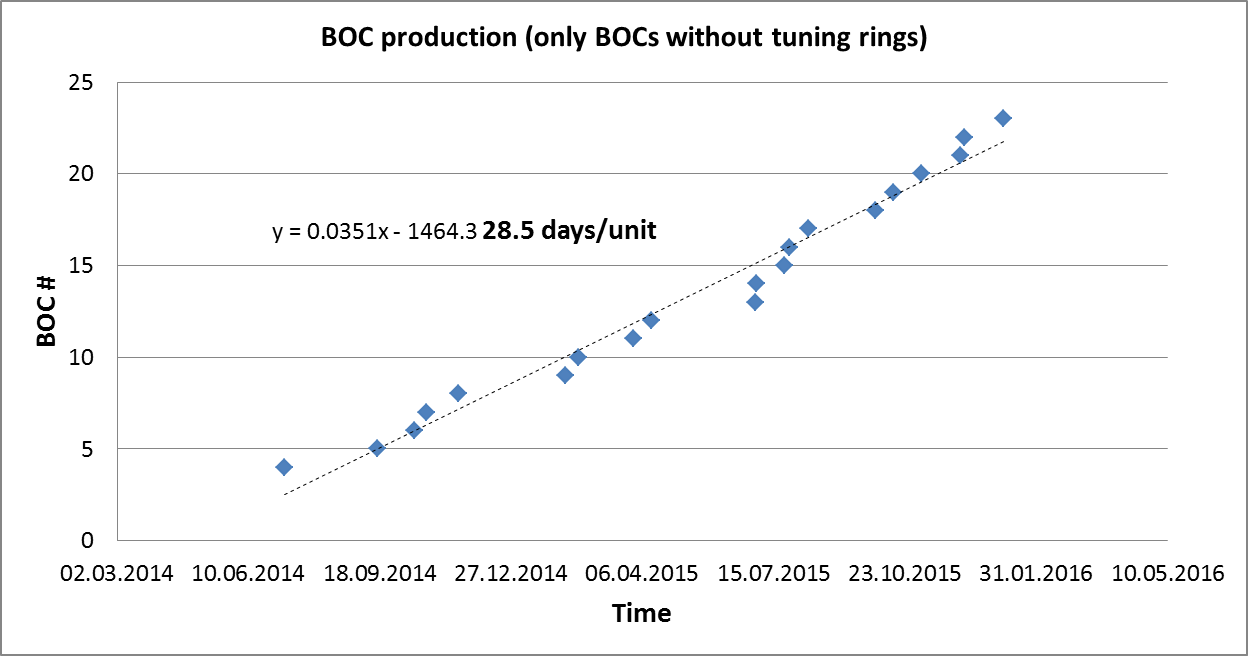 BOC production (only BOCs without tuning rings)
25
20
y = 0.0351x - 1464.3 28.5 days/unit
15
BOC #
10
5
0
02.03.2014 10.06.2014 18.09.2014 27.12.2014 06.04.2015 15.07.2015 23.10.2015 31.01.2016 10.05.2016
Time